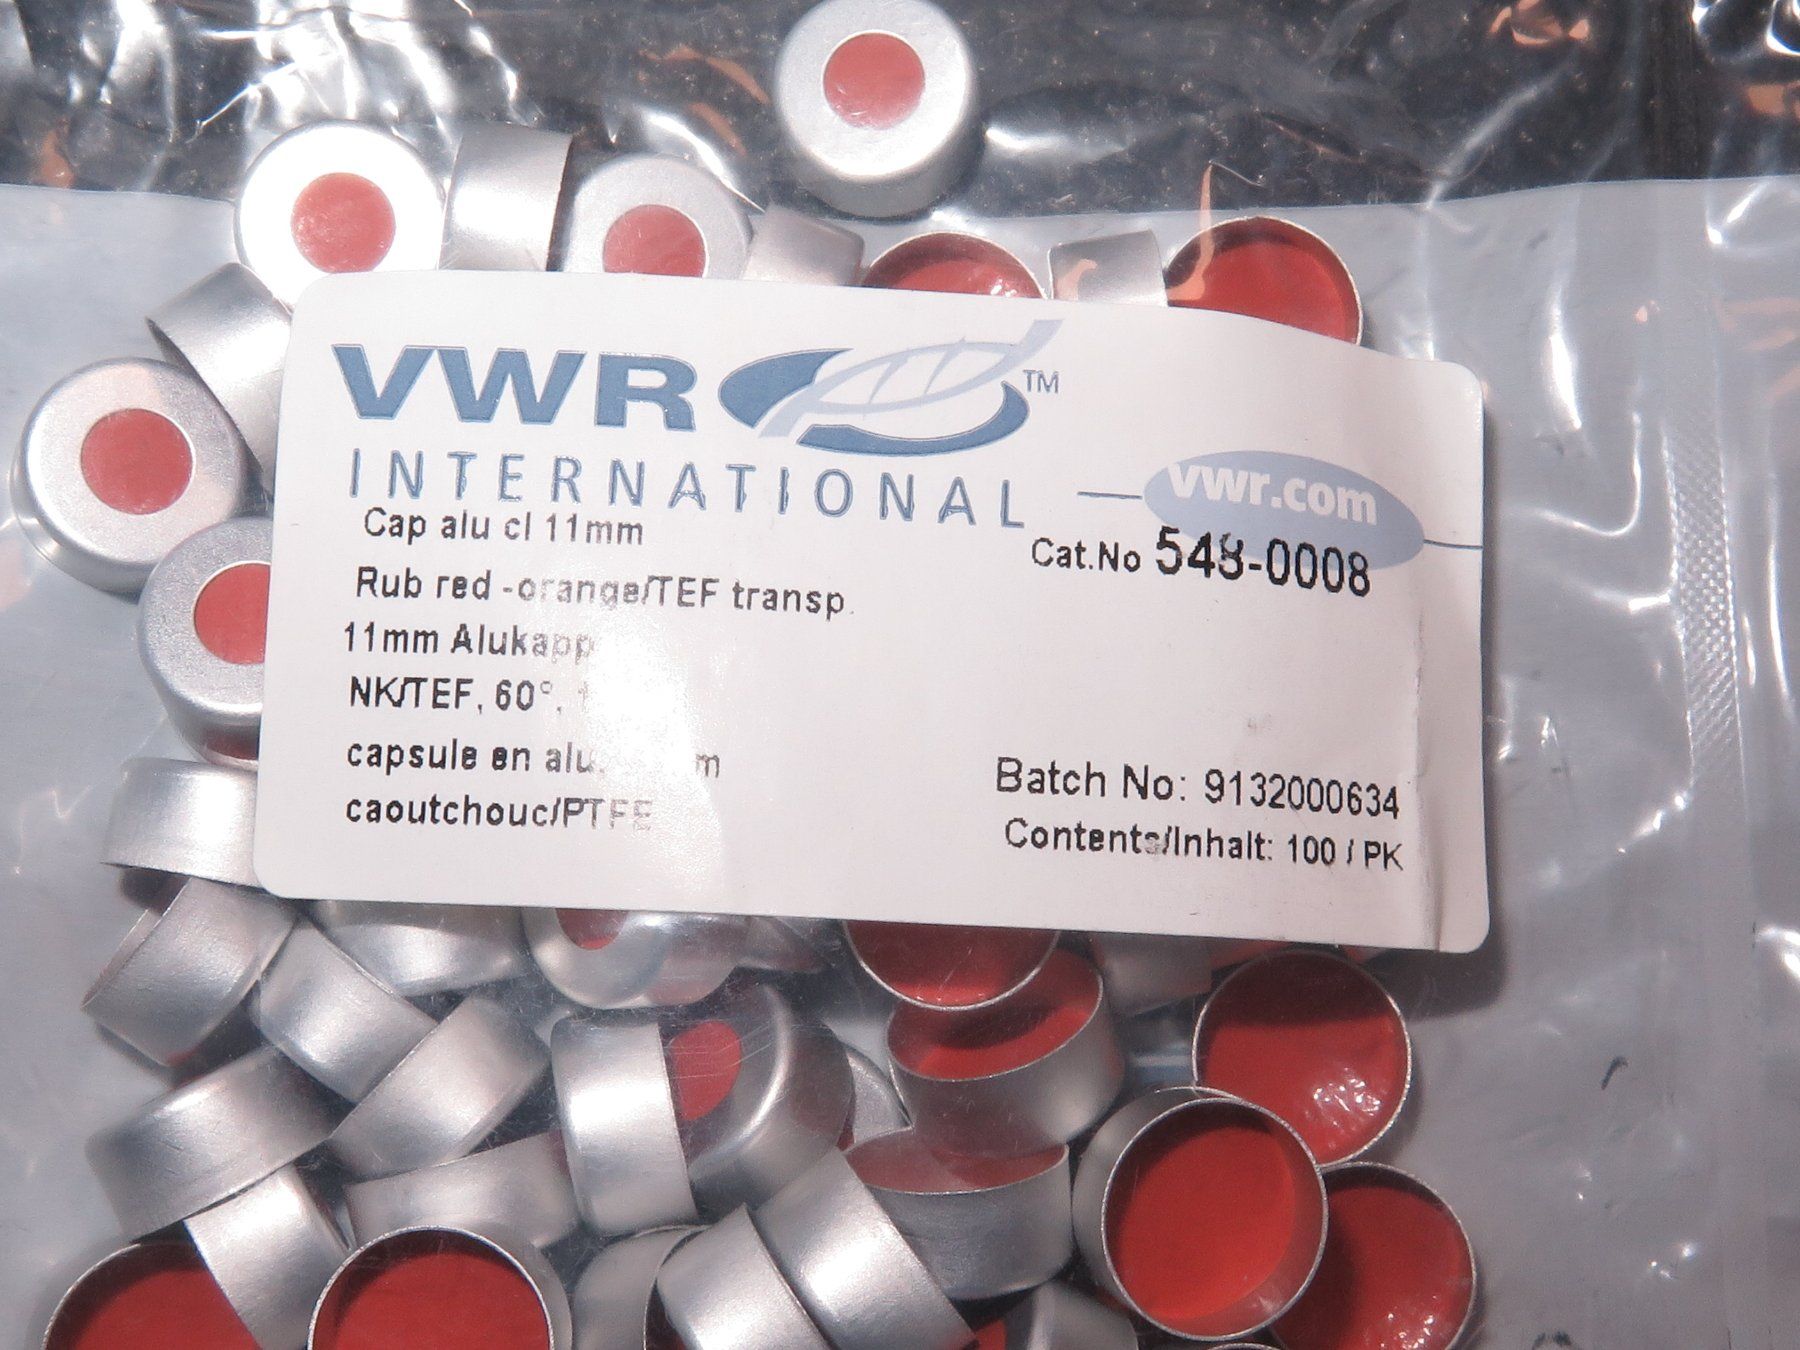 VWR TM
INTERNATIONAL
vwr.com
Cap alu cl 11mm
Cat.No 548-0008
Rub red -orange/TEF transp.
11mm Alukapp
NK/TEF, 60°,
capsule en alu
caoutchouc/PTFE
Batch No: 9132000634
Contents/Inhalt: 100 / PK